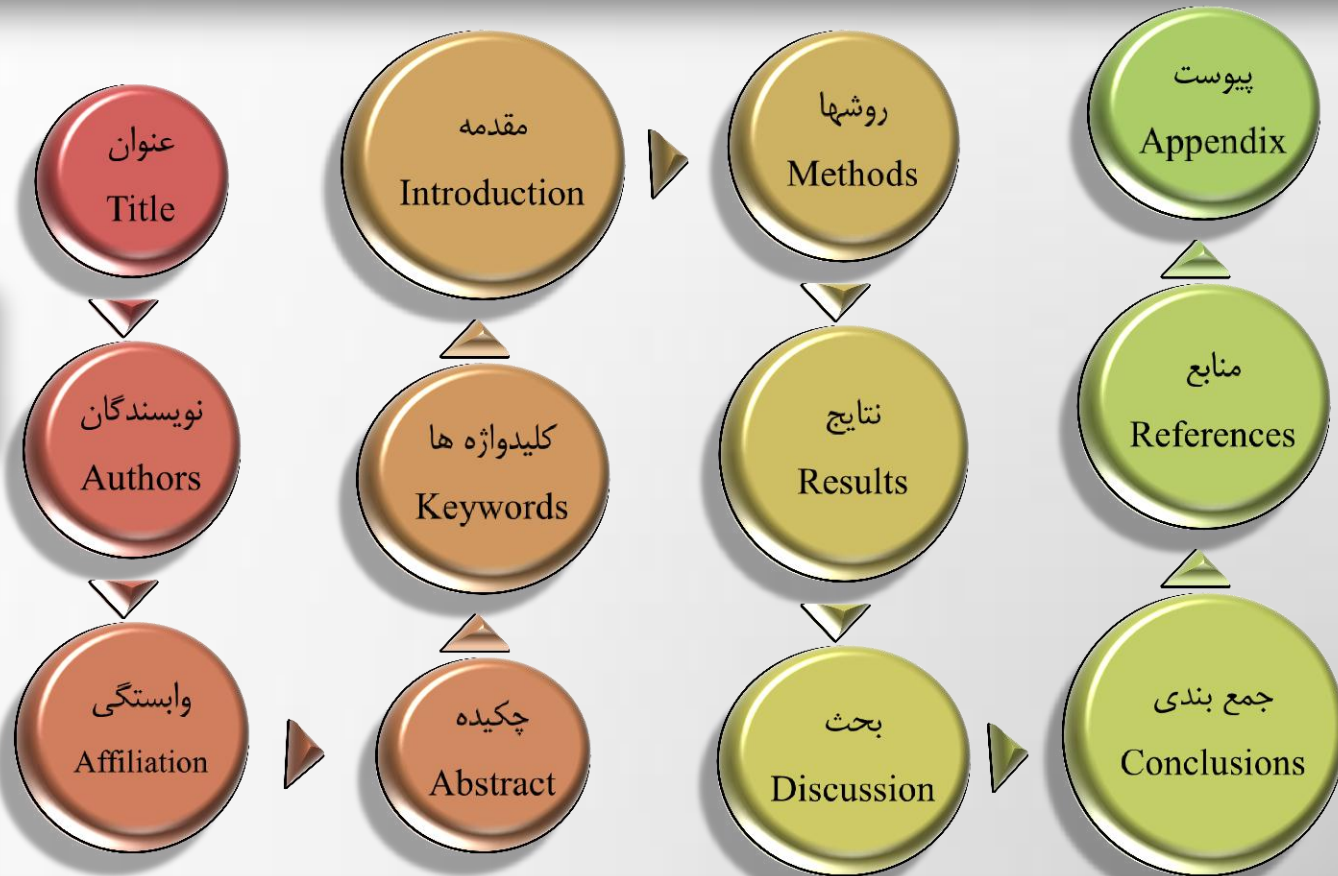 عنوان
Title
نویسندگان
Authors
وابستگی
Affiliation
چکیده
Abstract
کلیدواژه ها
Keywords
مقدمه
Introduction
روشها
Methods
نتایج
Results
بحث
Discussion
جمع بندی
Conclusions
منابع
References
پیوست
Appendix